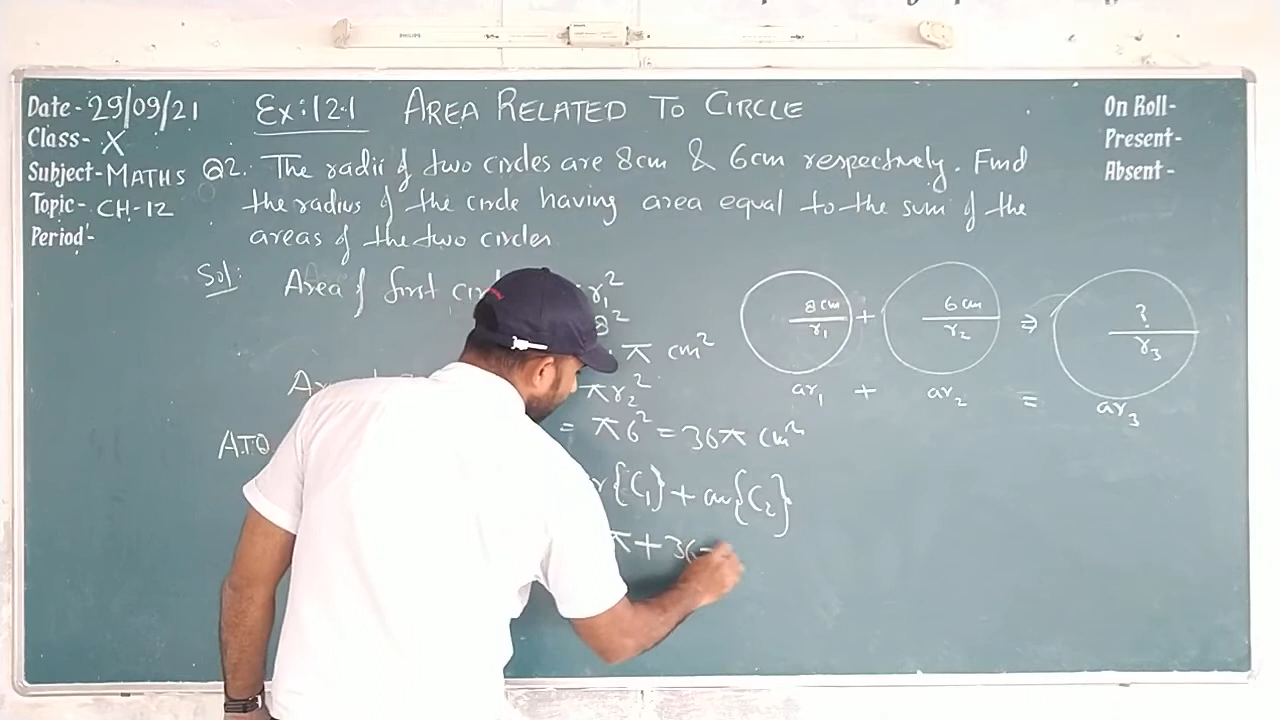 PHILIPS
Date - 29/09/21 Ex: 12.1 AREA RELATED TO CIRCLE On Roll-
Class- X Present-
Subject - MATHS Absent -
Topic - CH-12
Period -
Q2. The radii of two circles are 8cm & 6cm respectively. Find
the radius of the circle having area equal to the sum of the
areas of the two circles
Sol: Area of first r₁²
8²
π cm²
πr₂²
= π6² = 36π cm²
ATQ
{C₁} + ar{C₂}
π + 36
8cm + 6cm ⇒ ?
r₁ r₂ r₃
ar₁ + ar₂ = ar₃